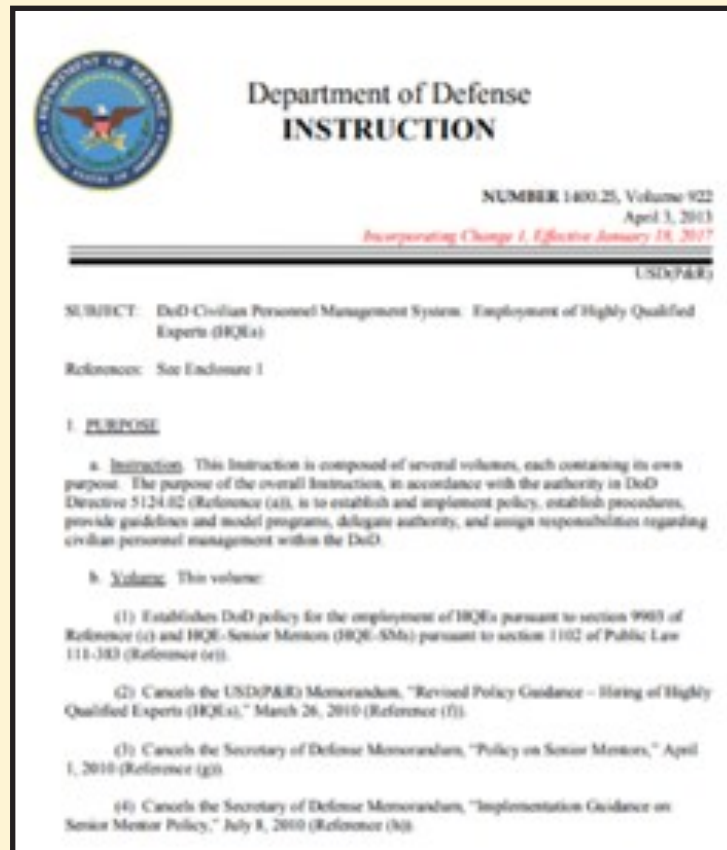 DEPARTMENT OF DEFENSE
UNITED STATES OF AMERICA
Department of Defense
INSTRUCTION
NUMBER 1400.25, Volume 922
April 3, 2013
Incorporating Change 1, Effective January 18, 2017
USD(P&R)
SUBJECT: DoD Civilian Personnel Management System: Employment of Highly Qualified
Experts (HQEs)
References: See Enclosure 1
1. PURPOSE
a. Instruction. This Instruction is composed of several volumes, each containing its own
purpose. The purpose of the overall Instruction, in accordance with the authority in DoD
Directive 5124.02 (Reference (a)), is to establish and implement policy, establish procedures,
provide guidelines and model programs, delegate authority, and assign responsibilities regarding
civilian personnel management within the DoD.
b. Volume. This volume:
(1) Establishes DoD policy for the employment of HQEs pursuant to section 9903 of
Reference (c) and HQE-Senior Mentors (HQE-SMs) pursuant to section 1102 of Public Law
111-383 (Reference (e)).
(2) Cancels the USD(P&R) Memorandum, "Revised Policy Guidance – Hiring of Highly
Qualified Experts (HQEs)," March 26, 2010 (Reference (f)).
(3) Cancels the Secretary of Defense Memorandum, "Policy on Senior Mentors," April
1, 2010 (Reference (g)).
(4) Cancels the Secretary of Defense Memorandum, "Implementation Guidance on
Senior Mentor Policy," July 8, 2010 (Reference (h)).